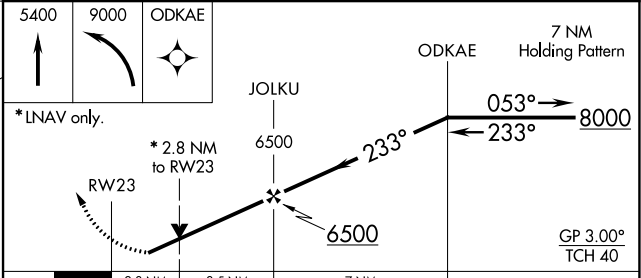 5400
9000
ODKAE
* LNAV only.
7 NM
Holding Pattern
ODKAE
053°
233°
8000
JOLKU
6500
233°
* 2.8 NM
to RW23
RW23
6500
GP 3.00°
TCH 40